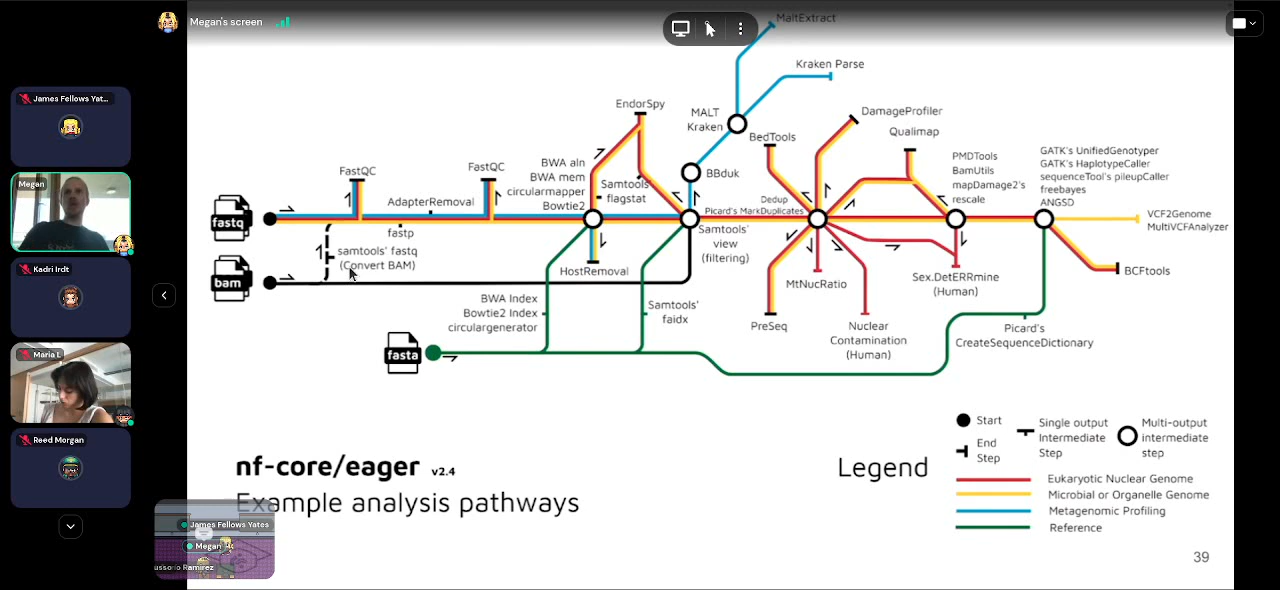 Megan's screen
James Fellows Yat...
Megan
Kadri Irdt
Maria L
Reed Morgan
James Fellows Yates
Megan
ussorio Ramirez
MaltExtract
Kraken Parse
MALT
Kraken
EndorSpy
DamageProfiler
BedTools
Qualimap
FastQC
FastQC
BWA aln
BWA mem
circularmapper
Bowtie2
Samtools'
flagstat
BBduk
PMDTools
BamUtils
mapDamage2's
rescale
GATK's UnifiedGenotyper
GATK's HaplotypeCaller
sequenceTool's pileupCaller
freebayes
ANGSD
AdapterRemoval
Dedup
Picard's MarkDuplicates
fastq
fastp
VCF2Genome
MultiVCFAnalyzer
samtools' fastq
(Convert BAM)
HostRemoval
Samtools'
view
(filtering)
bam
MtNucRatio
Sex.DetERRmine
(Human)
BCFtools
BWA Index
Bowtie2 Index
circulargenerator
Samtools'
faidx
PreSeq
Nuclear
Contamination
(Human)
Picard's
CreateSequenceDictionary
fasta
nf-core/eager v2.4
Example analysis pathways
Legend
Start
End
Step
Single output
Intermediate
Step
Multi-output
intermediate
step
Eukaryotic Nuclear Genome
Microbial or Organelle Genome
Metagenomic Profiling
Reference
39